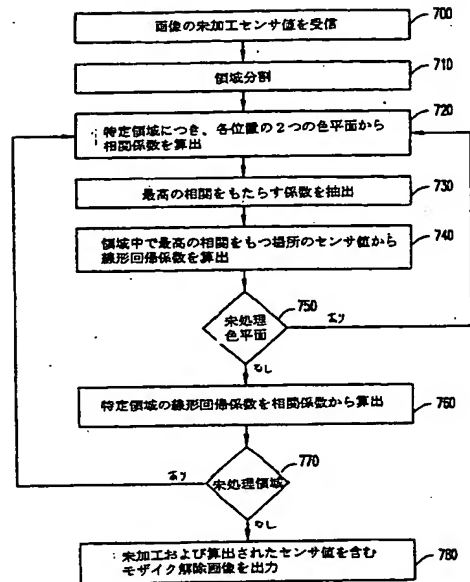 画像の未加工センサ値を受信
700
領域分割
710
特定領域につき、各位置の2つの色平面から
相関係数を算出
720
最高の相関をもたらす係数を抽出
730
領域中で最高の相関をもつ場所のセンサ値から
線形回帰係数を算出
740
未処理
色平面
750
あり
なし
特定領域の線形回帰係数を相関係数から算出
760
未処理領域
770
あり
なし
未加工および算出されたセンサ値を含む
モザイク解除画像を出力
780